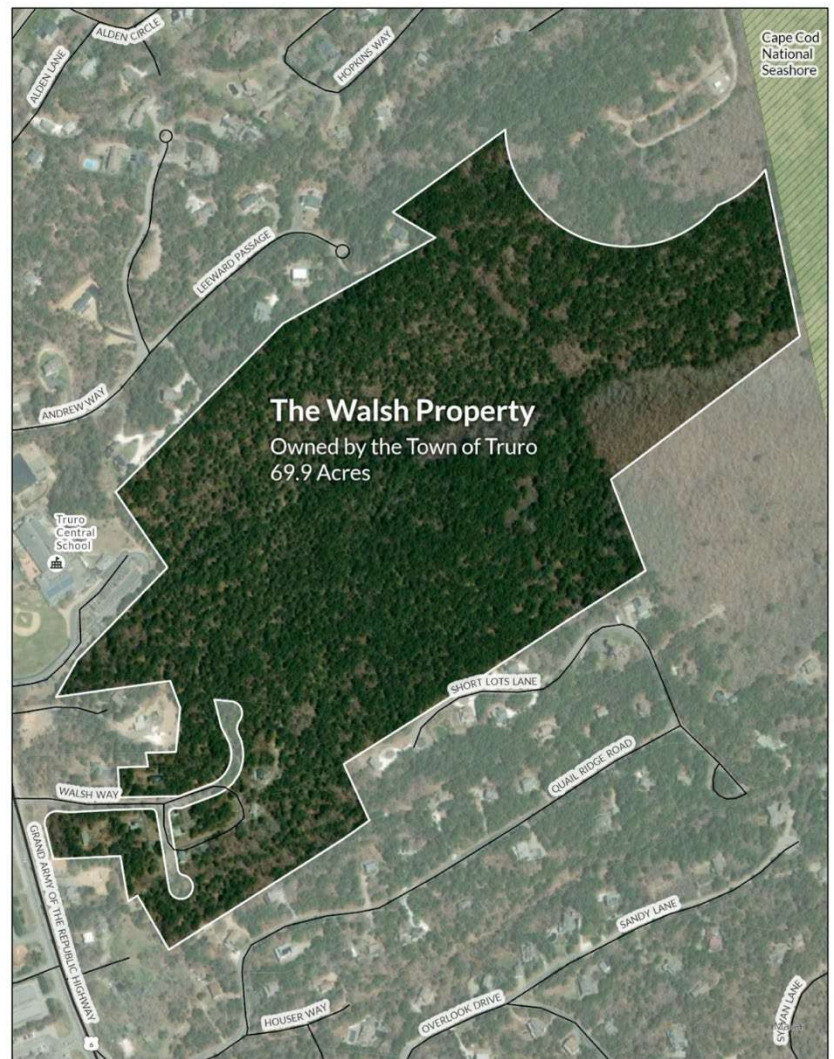 ALDEN CIRCLE
ALDEN LANE
HOPKINS WAY
Cape Cod
National
Seashore
LEEWARD PASSAGE
ANDREW WAY
The Walsh Property
Owned by the Town of Truro
69.9 Acres
Truro
Central
School
SHORT LOTS LANE
WALSH WAY
QUAIL RIDGE ROAD
GRAND ARMY OF THE REPUBLIC HIGHWAY
SANDY LANE
HOUSER WAY
OVERLOOK DRIVE
SYLVAN LANE
6